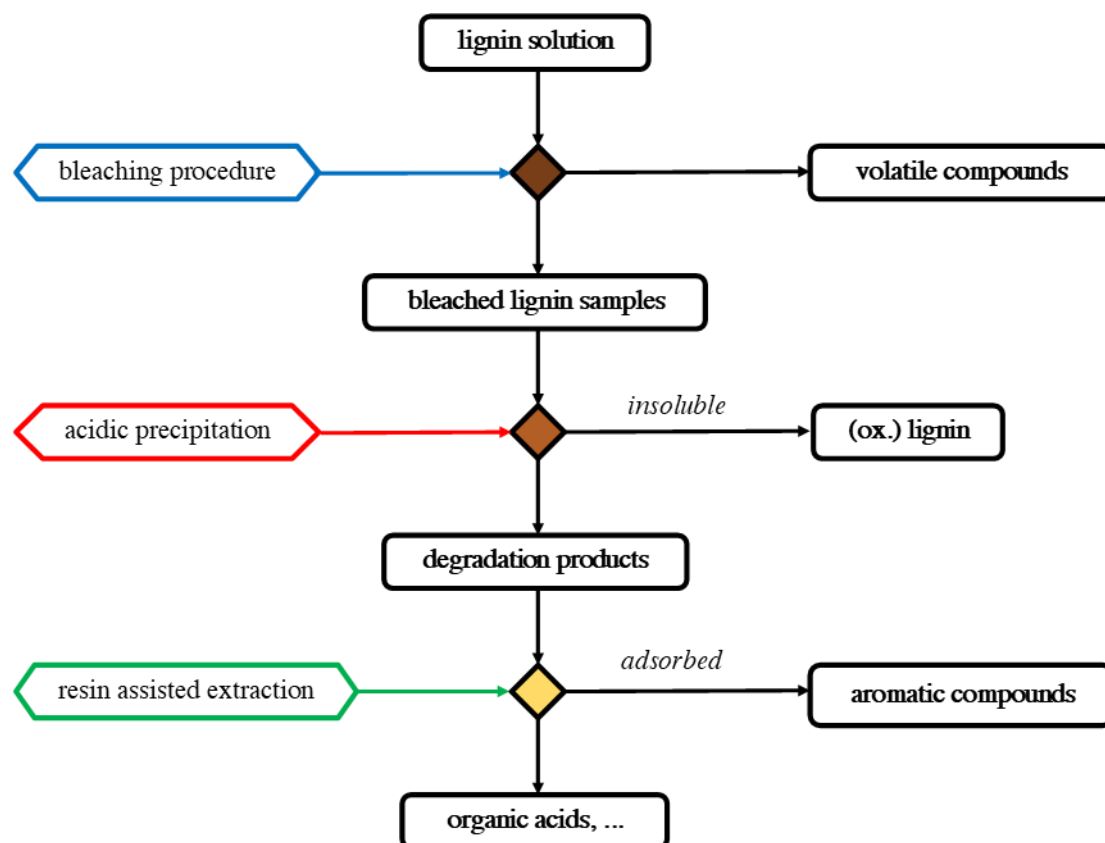 lignin solution
bleaching procedure
volatile compounds
bleached lignin samples
insoluble
acidic precipitation
(ox.) lignin
degradation products
adsorbed
resin assisted extraction
aromatic compounds
organic acids, ...